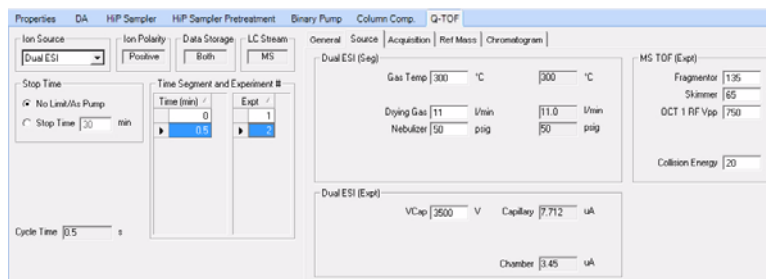 Properties DA HiP Sampler HiP Sampler Pretreatment Binary Pump Column Comp. Q-TOF
Ion Source
Dual ESI
Ion Polarity
Positive
Data Storage
Both
LC Stream
MS
Stop Time
No Limit/As Pump
Stop Time 30 min
Time Segment and Experiment #
Time (min) Expt
0 1
0.5 2
Cycle Time 0.5 s
General Source Acquisition Ref Mass Chromatogram
Dual ESI (Seg)
Gas Temp 300 °C 300 °C
Drying Gas 11 l/min 11.0 l/min
Nebulizer 50 psig 50 psig
Dual ESI (Expt)
VCap 3500 V Capillary 7.712 uA
Chamber 3.45 uA
MS TOF (Expt)
Fragmentor 135
Skimmer 65
OCT 1 RF Vpp 750
Collision Energy 20